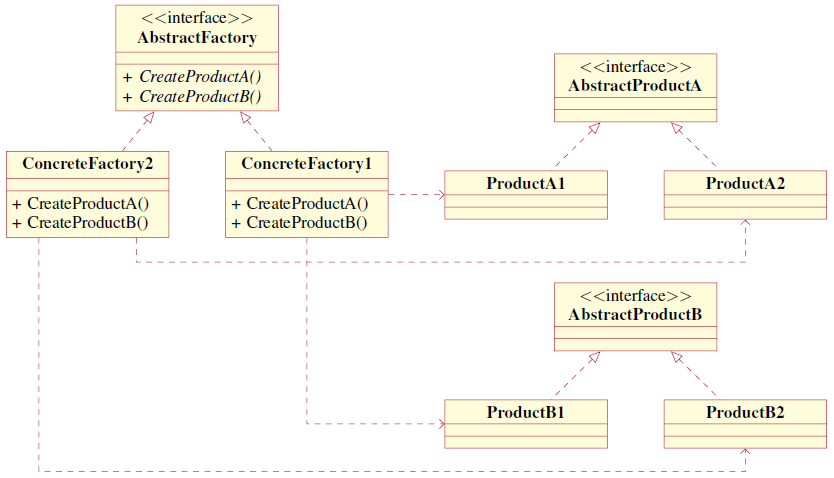 <<interface>>
AbstractFactory
+ CreateProductA()
+ CreateProductB()
ConcreteFactory2
+ CreateProductA()
+ CreateProductB()
ConcreteFactory1
+ CreateProductA()
+ CreateProductB()
<<interface>>
AbstractProductA
ProductA1
ProductA2
<<interface>>
AbstractProductB
ProductB1
ProductB2